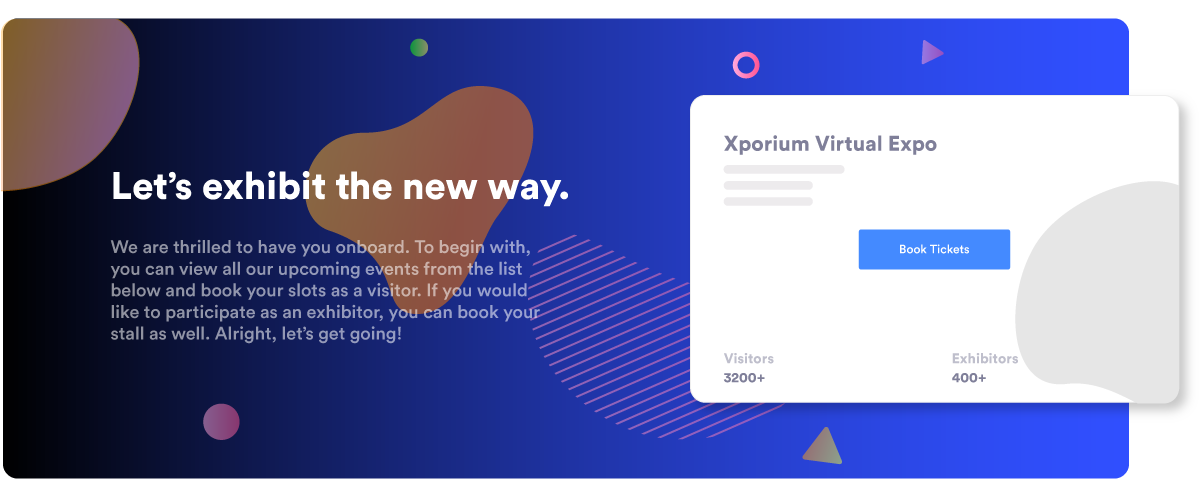 Let’s exhibit the new way.
We are thrilled to have you onboard. To begin with,
you can view all our upcoming events from the list
below and book your slots as a visitor. If you would
like to participate as an exhibitor, you can book your
stall as well. Alright, let’s get going!
Xporium Virtual Expo
Book Tickets
Visitors
3200+
Exhibitors
400+